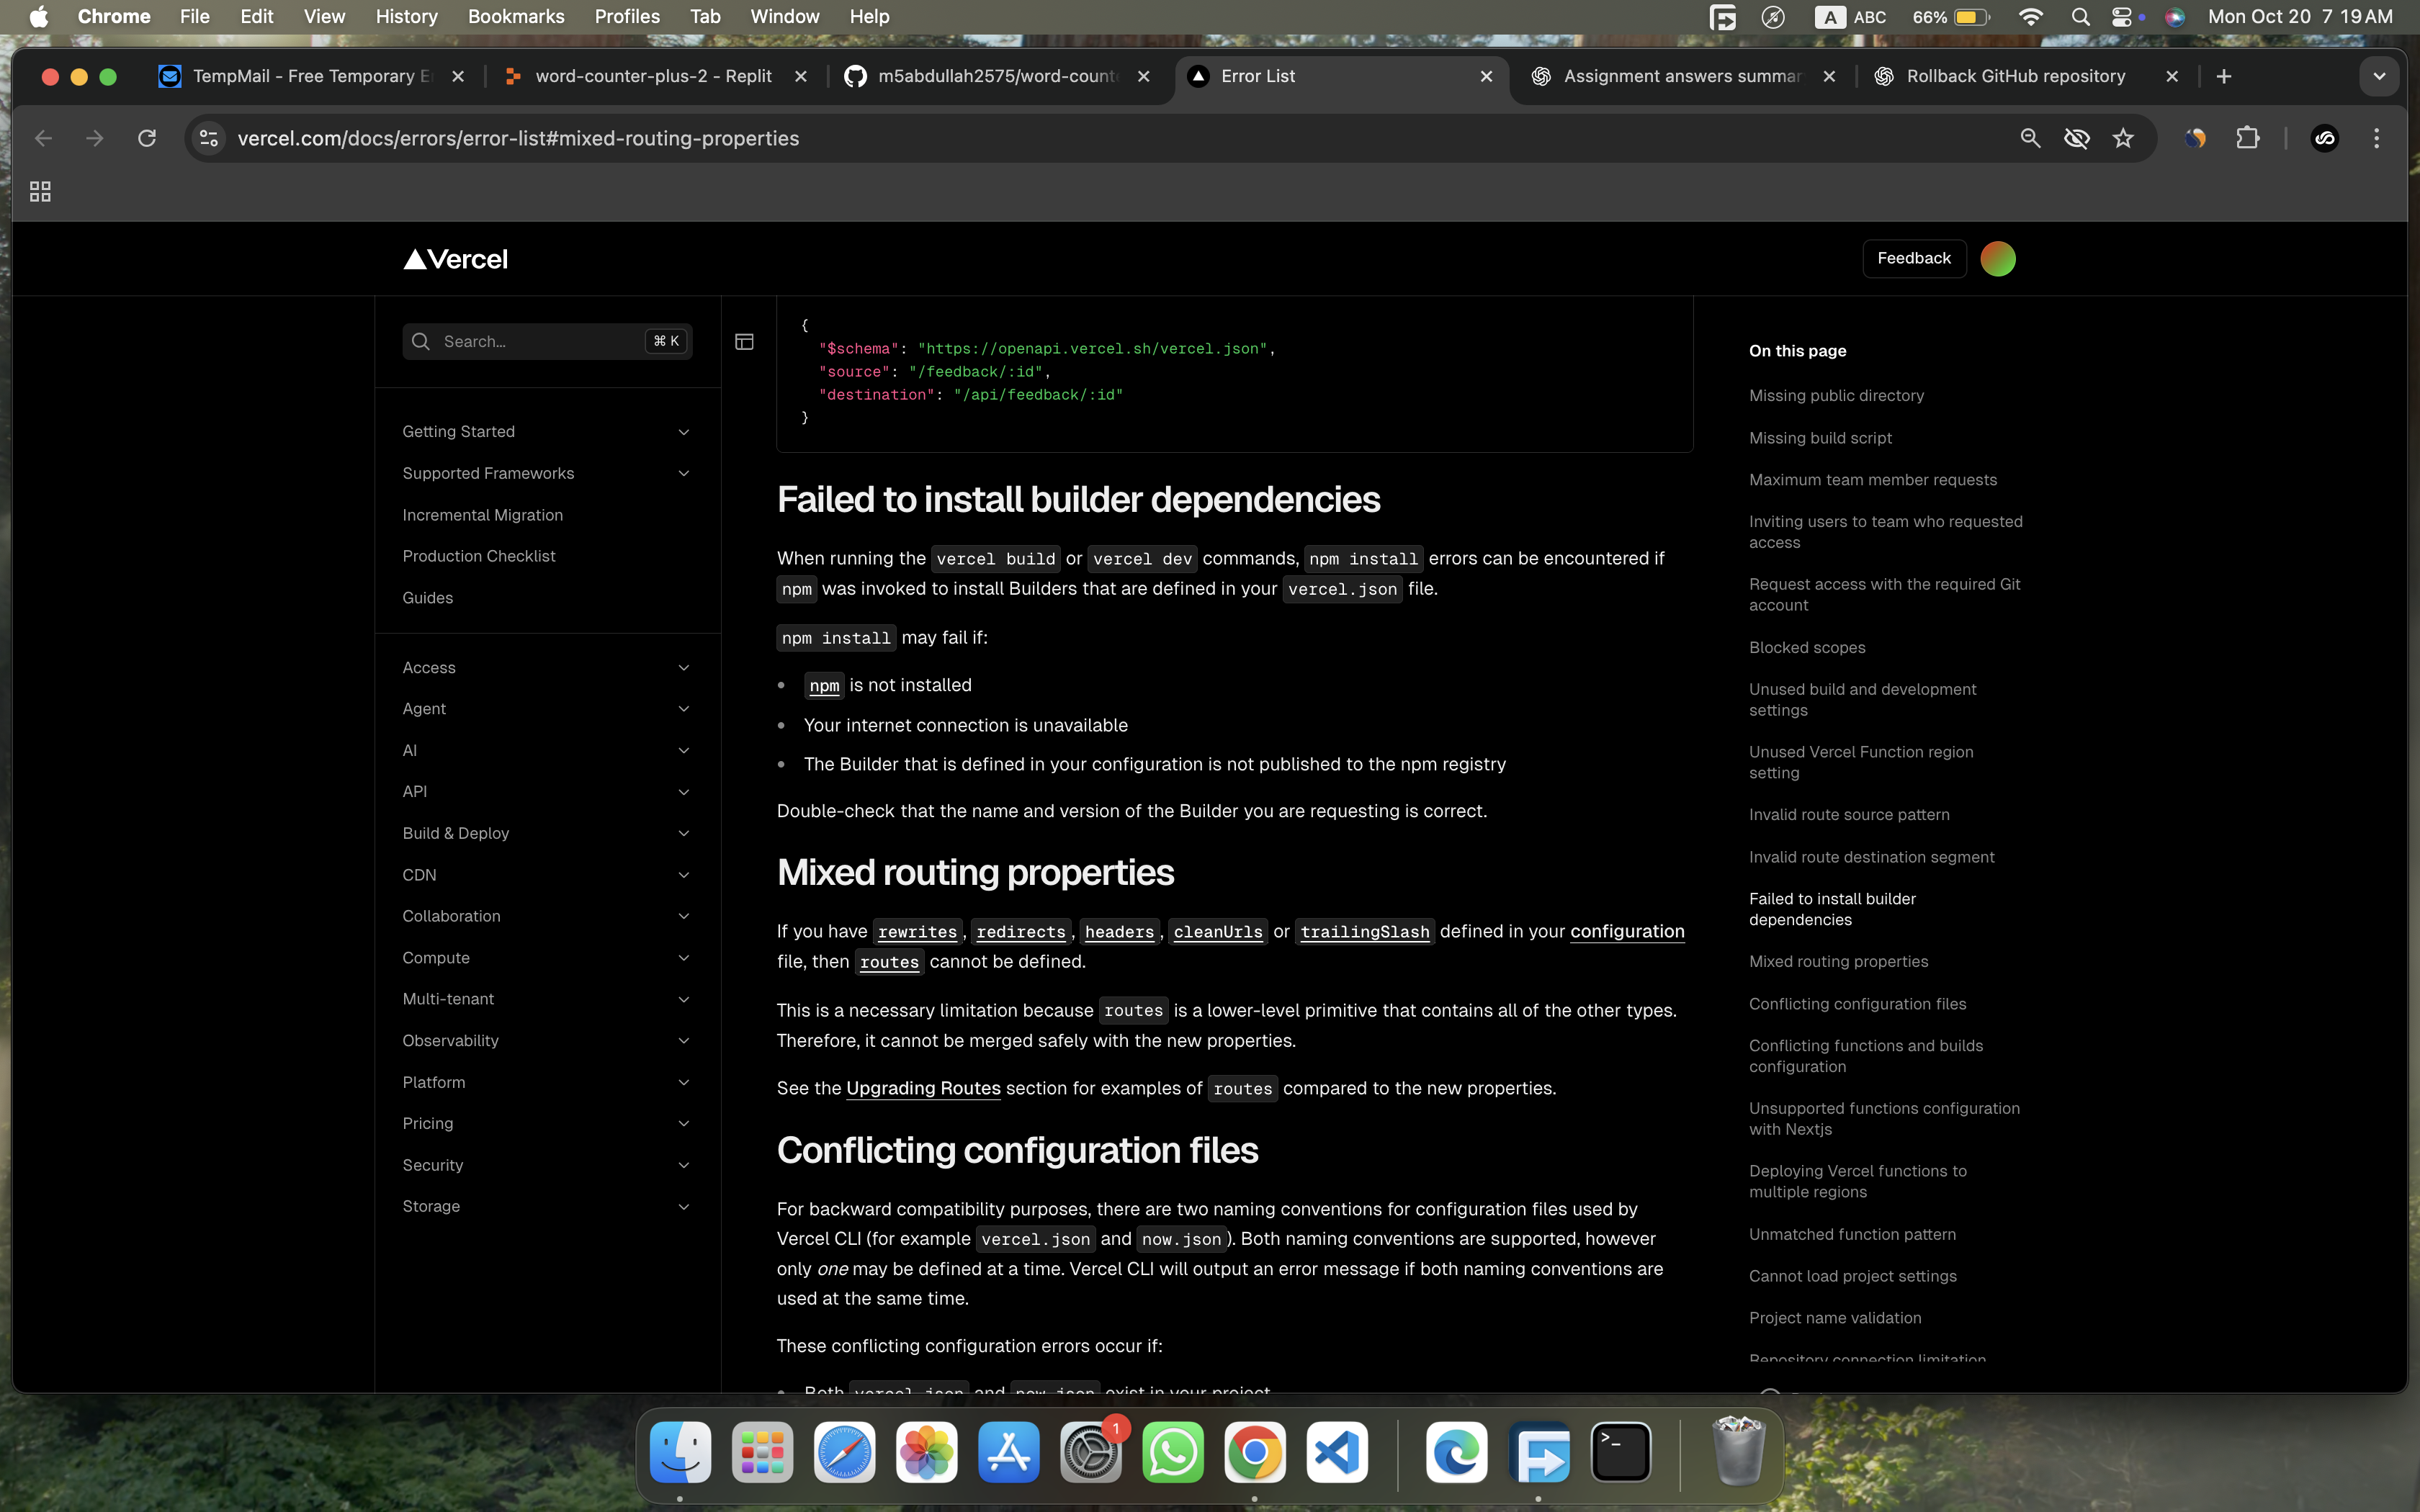 Chrome File Edit View History Bookmarks Profiles Tab Window Help
A ABC 66% Mon Oct 20 7 19 AM
TempMail - Free Temporary E
word-counter-plus-2 - Replit
m5abdullah2575/word-count
Error List
Assignment answers summar
Rollback GitHub repository
vercel.com/docs/errors/error-list#mixed-routing-properties
Vercel
Feedback
Search...
⌘ K
Getting Started
Supported Frameworks
Incremental Migration
Production Checklist
Guides
Access
Agent
AI
API
Build & Deploy
CDN
Collaboration
Compute
Multi-tenant
Observability
Platform
Pricing
Security
Storage
{
"$schema": "https://openapi.vercel.sh/vercel.json",
"source": "/feedback/:id",
"destination": "/api/feedback/:id"
}
Failed to install builder dependencies
When running the vercel build or vercel dev commands, npm install errors can be encountered if
npm was invoked to install Builders that are defined in your vercel.json file.
npm install may fail if:
• npm is not installed
• Your internet connection is unavailable
• The Builder that is defined in your configuration is not published to the npm registry
Double-check that the name and version of the Builder you are requesting is correct.
Mixed routing properties
If you have rewrites, redirects, headers, cleanUrls or trailingSlash defined in your configuration
file, then routes cannot be defined.
This is a necessary limitation because routes is a lower-level primitive that contains all of the other types.
Therefore, it cannot be merged safely with the new properties.
See the Upgrading Routes section for examples of routes compared to the new properties.
Conflicting configuration files
For backward compatibility purposes, there are two naming conventions for configuration files used by
Vercel CLI (for example vercel.json and now.json). Both naming conventions are supported, however
only one may be defined at a time. Vercel CLI will output an error message if both naming conventions are
used at the same time.
These conflicting configuration errors occur if:
• Both vercel.json and now.json exist in your project
On this page
Missing public directory
Missing build script
Maximum team member requests
Inviting users to team who requested
access
Request access with the required Git
account
Blocked scopes
Unused build and development
settings
Unused Vercel Function region
setting
Invalid route source pattern
Invalid route destination segment
Failed to install builder
dependencies
Mixed routing properties
Conflicting configuration files
Conflicting functions and builds
configuration
Unsupported functions configuration
with Nextjs
Deploying Vercel functions to
multiple regions
Unmatched function pattern
Cannot load project settings
Project name validation
Repository connection limitation
1